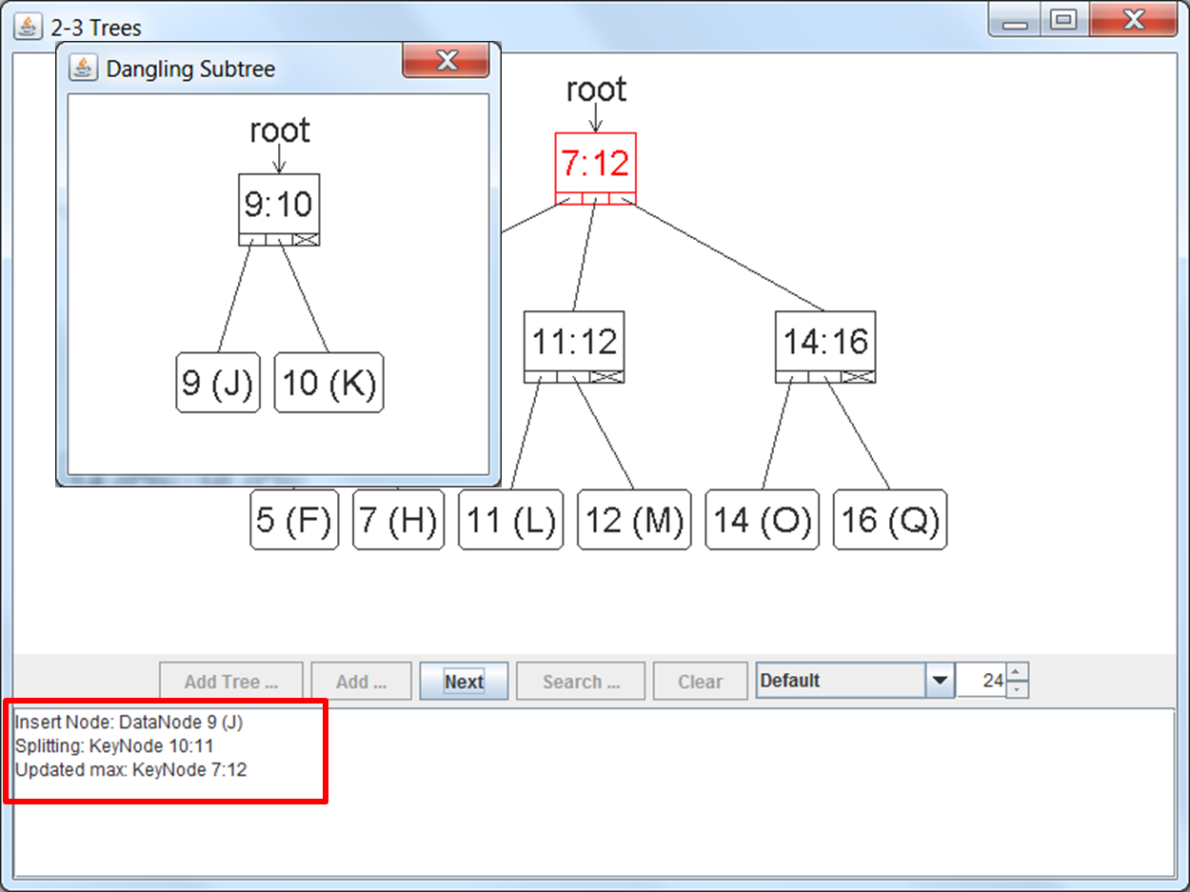 2-3 Trees
Dangling Subtree
root
9:10
9 (J)
10 (K)
root
7:12
11:12
14:16
5 (F)
7 (H)
11 (L)
12 (M)
14 (O)
16 (Q)
Add Tree ...
Add ...
Next
Search ...
Clear
Default
24
Insert Node: DataNode 9 (J)
Splitting: KeyNode 10:11
Updated max: KeyNode 7:12